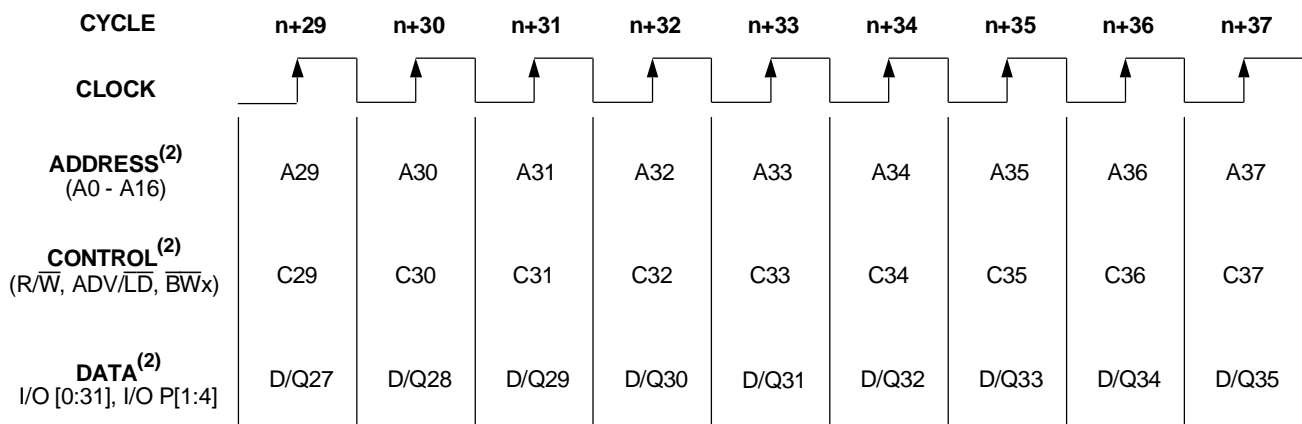 CYCLE n+29 n+30 n+31 n+32 n+33 n+34 n+35 n+36 n+37
CLOCK
ADDRESS(2)
(A0 - A16)
A29 A30 A31 A32 A33 A34 A35 A36 A37
CONTROL(2)
(R/W̅, ADV/L̅D̅, B̅W̅x)
C29 C30 C31 C32 C33 C34 C35 C36 C37
DATA(2)
I/O [0:31], I/O P[1:4]
D/Q27 D/Q28 D/Q29 D/Q30 D/Q31 D/Q32 D/Q33 D/Q34 D/Q35